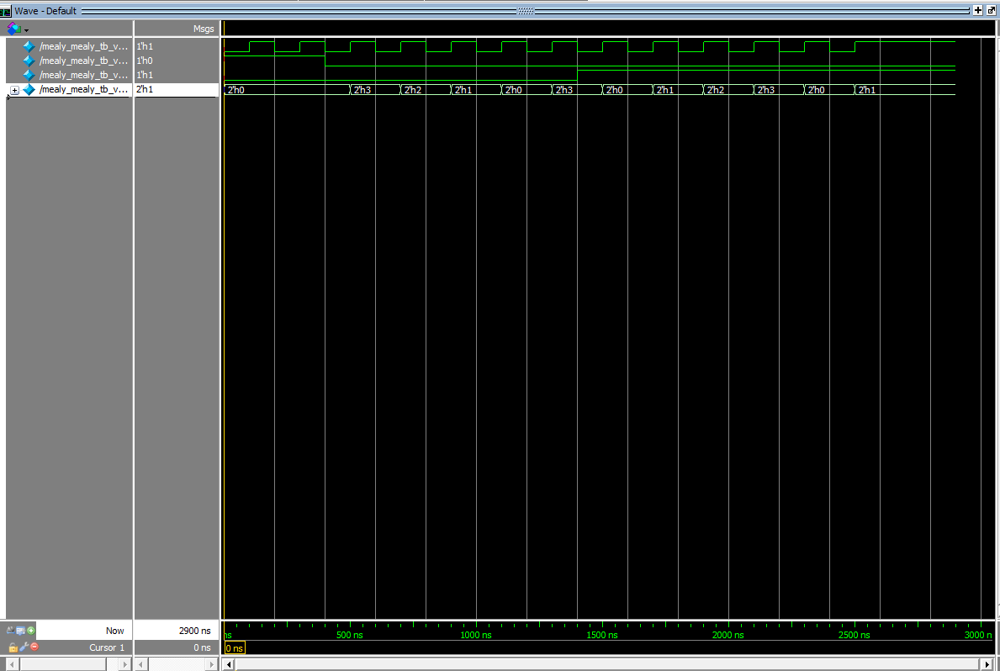 Wave - Default
Msgs
/mealy_mealy_tb_v... 1'h1
/mealy_mealy_tb_v... 1'h0
/mealy_mealy_tb_v... 1'h1
/mealy_mealy_tb_v... 2'h1 2'h0 2'h3 2'h2 2'h1 2'h0 2'h3 2'h0 2'h1 2'h2 2'h3 2'h0 2'h1
Now 2900 ns ns 500 ns 1000 ns 1500 ns 2000 ns 2500 ns 3000 n
Cursor 1 0 ns 0 ns